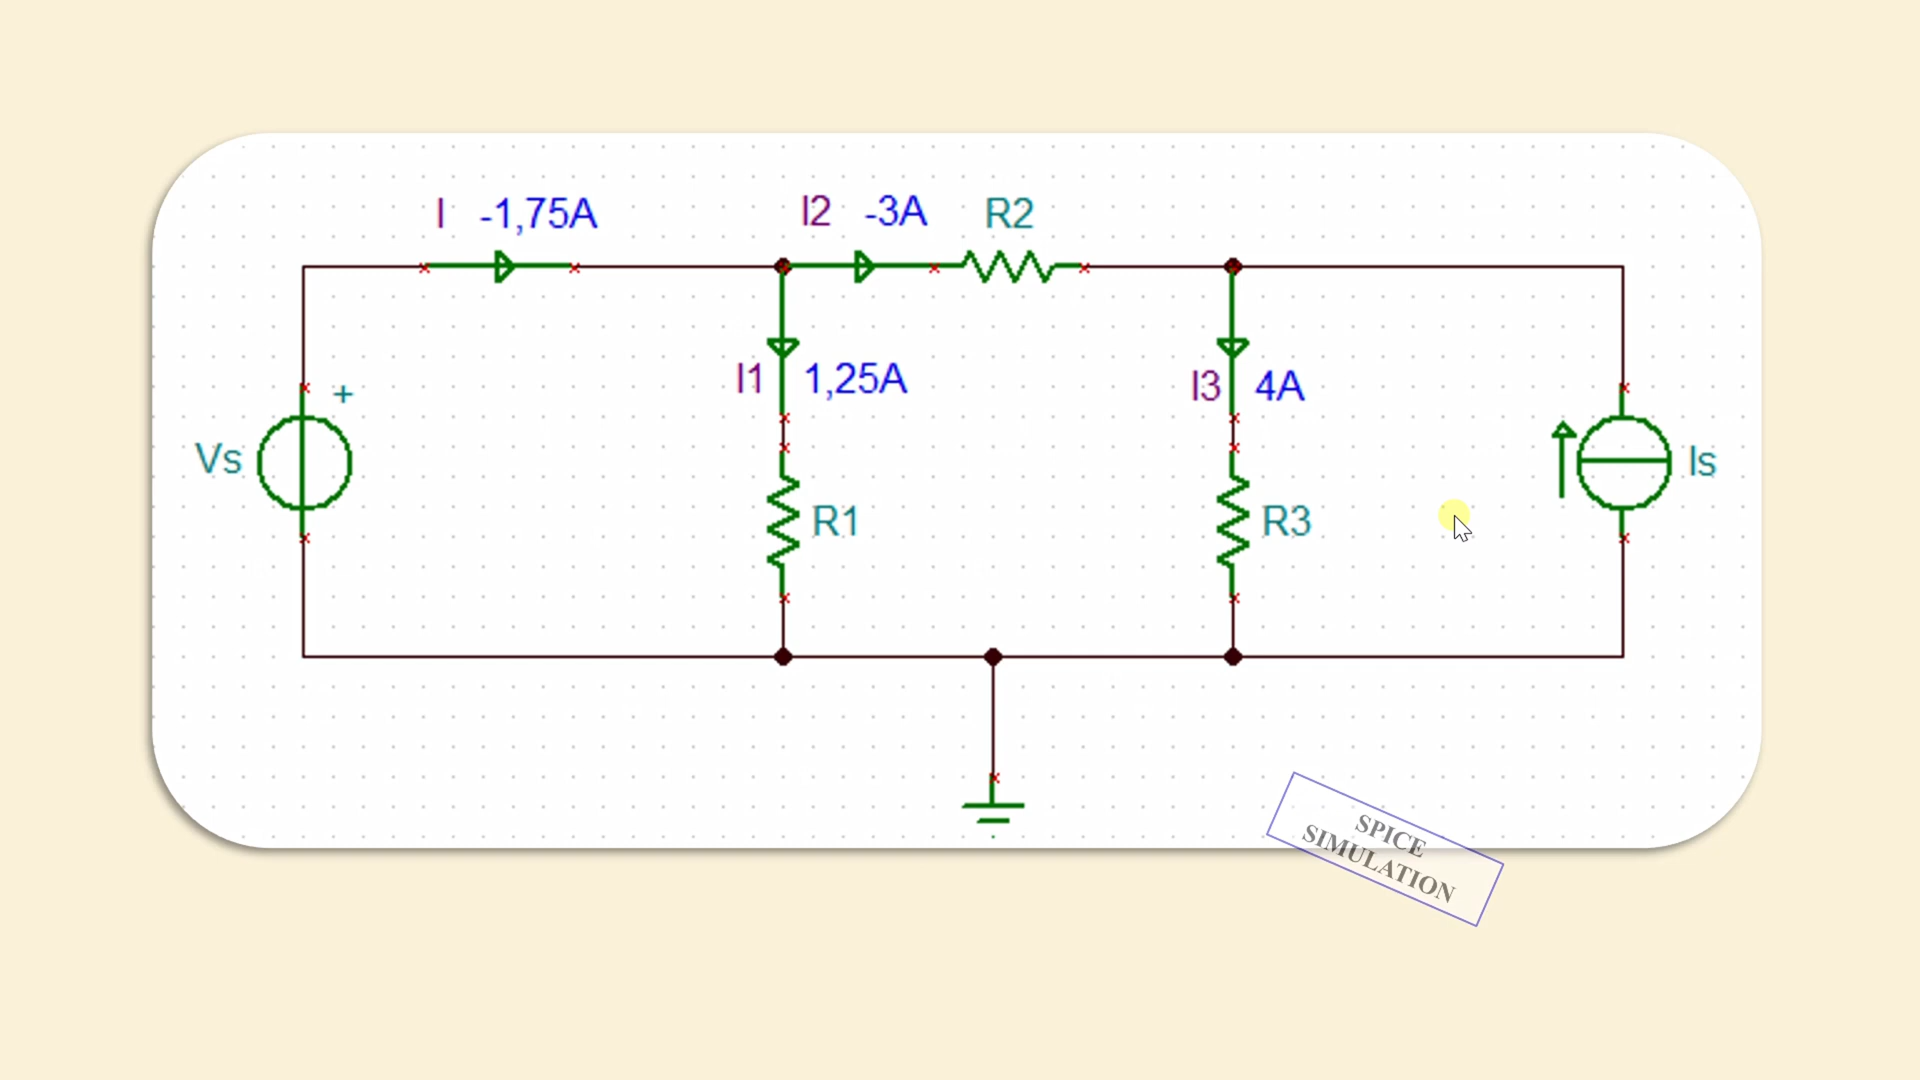 I -1,75A I2 -3A R2
I1 1,25A I3 4A
+
Vs Is
R1 R3
SPICE
SIMULATION